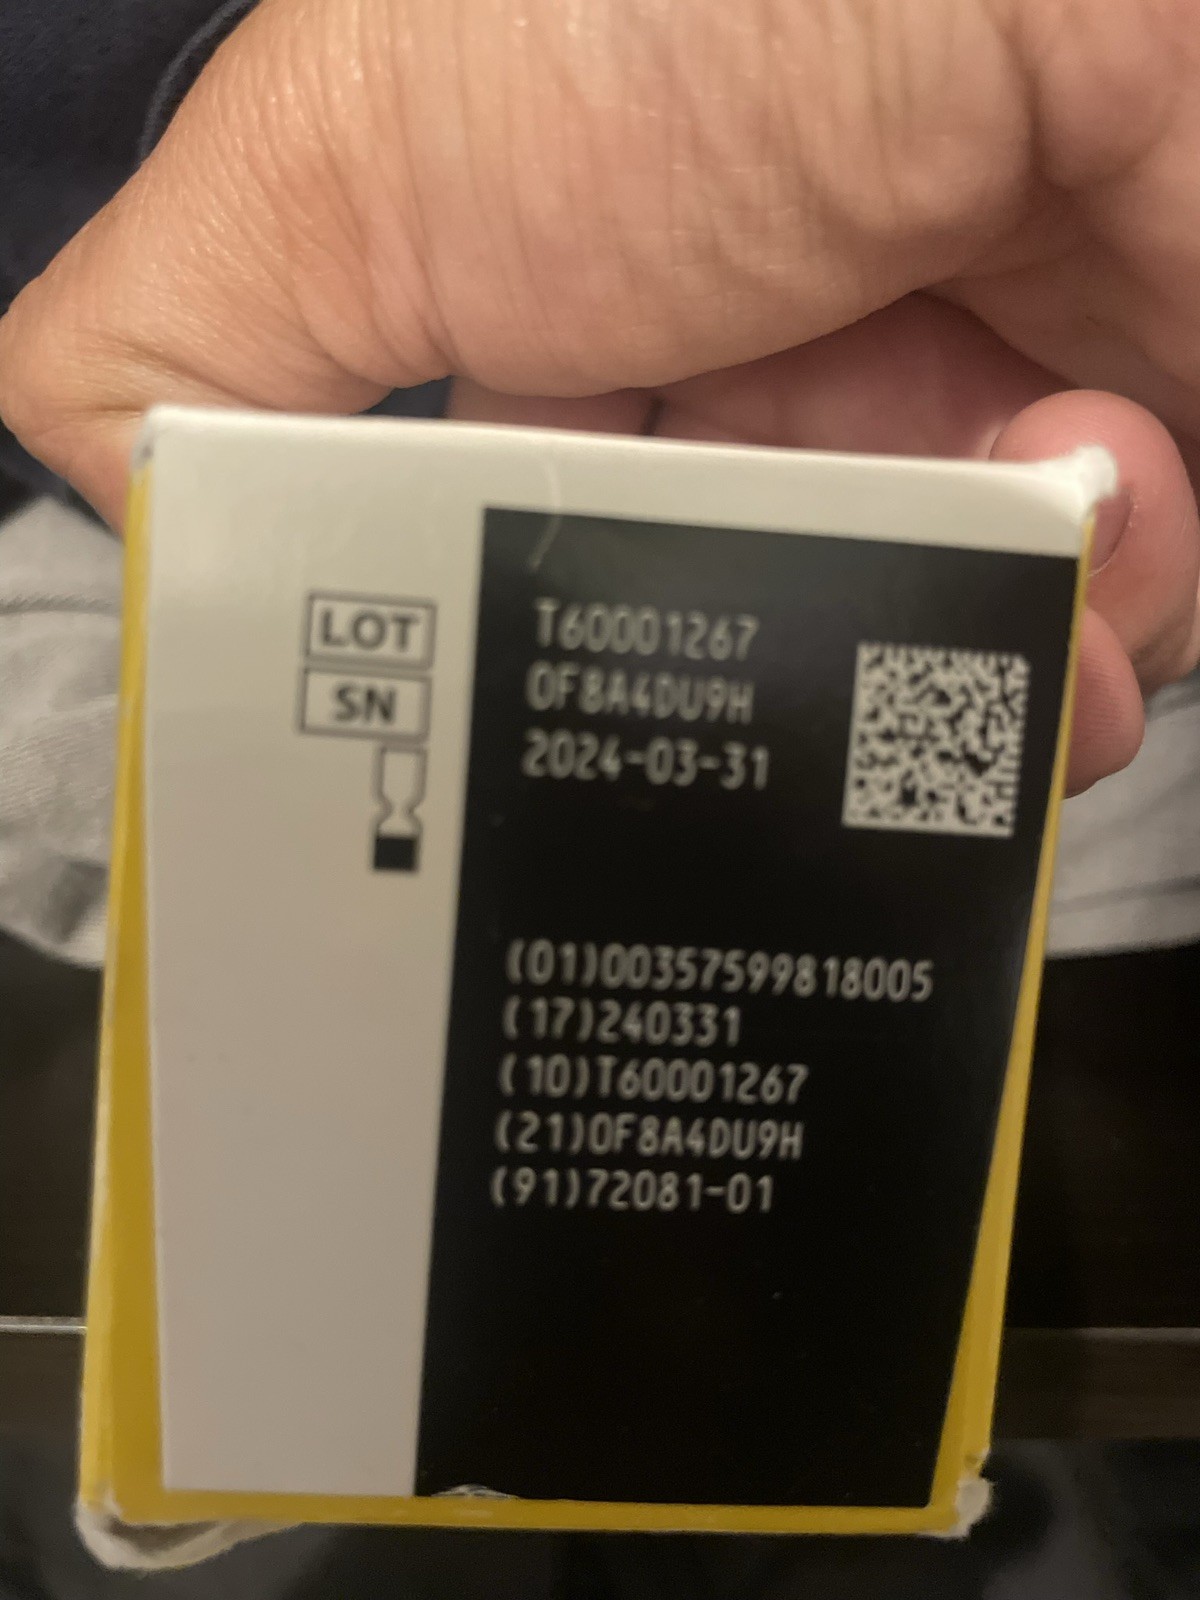 LOT
SN
T60001267
0F8A4DU9H
2024-03-31
(01)00357599818005
(17)240331
(10)T60001267
(21)0F8A4DU9H
(91)72081-01